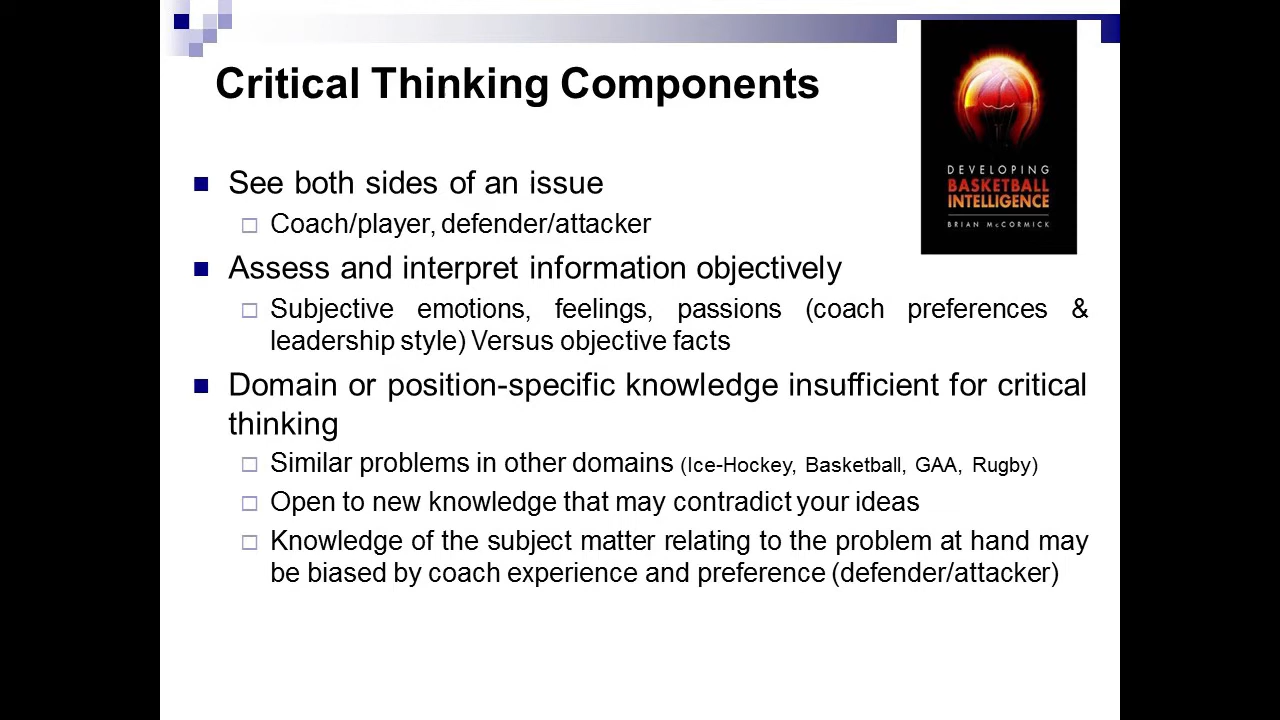 Critical Thinking Components
DEVELOPING
BASKETBALL
INTELLIGENCE
BRIAN McCORMICK
See both sides of an issue
Coach/player, defender/attacker
Assess and interpret information objectively
Subjective emotions, feelings, passions (coach preferences &
leadership style) Versus objective facts
Domain or position-specific knowledge insufficient for critical
thinking
Similar problems in other domains (Ice-Hockey, Basketball, GAA, Rugby)
Open to new knowledge that may contradict your ideas
Knowledge of the subject matter relating to the problem at hand may
be biased by coach experience and preference (defender/attacker)